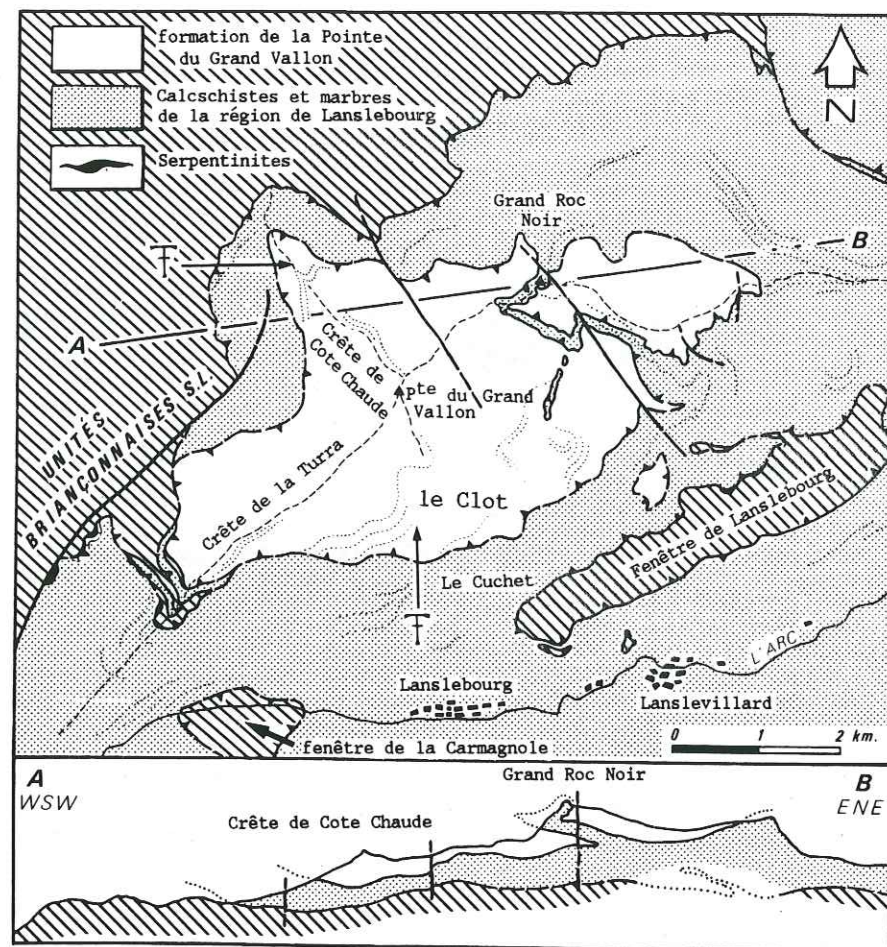 formation de la Pointe
du Grand Vallon
Calcschistes et marbres
de la région de Lanslebourg
Serpentinites
N
Grand Roc
Noir
B
F
A
Crête de
Cote Chaude
Pte du Grand
Vallon
UNITÉS
BRIANÇONNAISES S.L.
Crête de la Turra
le Clot
Fenêtre de Lanslebourg
Le Cuchet
F
L'ARC
Lanslebourg
Lanslevillard
0 1 2 km.
fenêtre de la Carmagnole
A
WSW
Grand Roc Noir
B
ENE
Crête de Cote Chaude